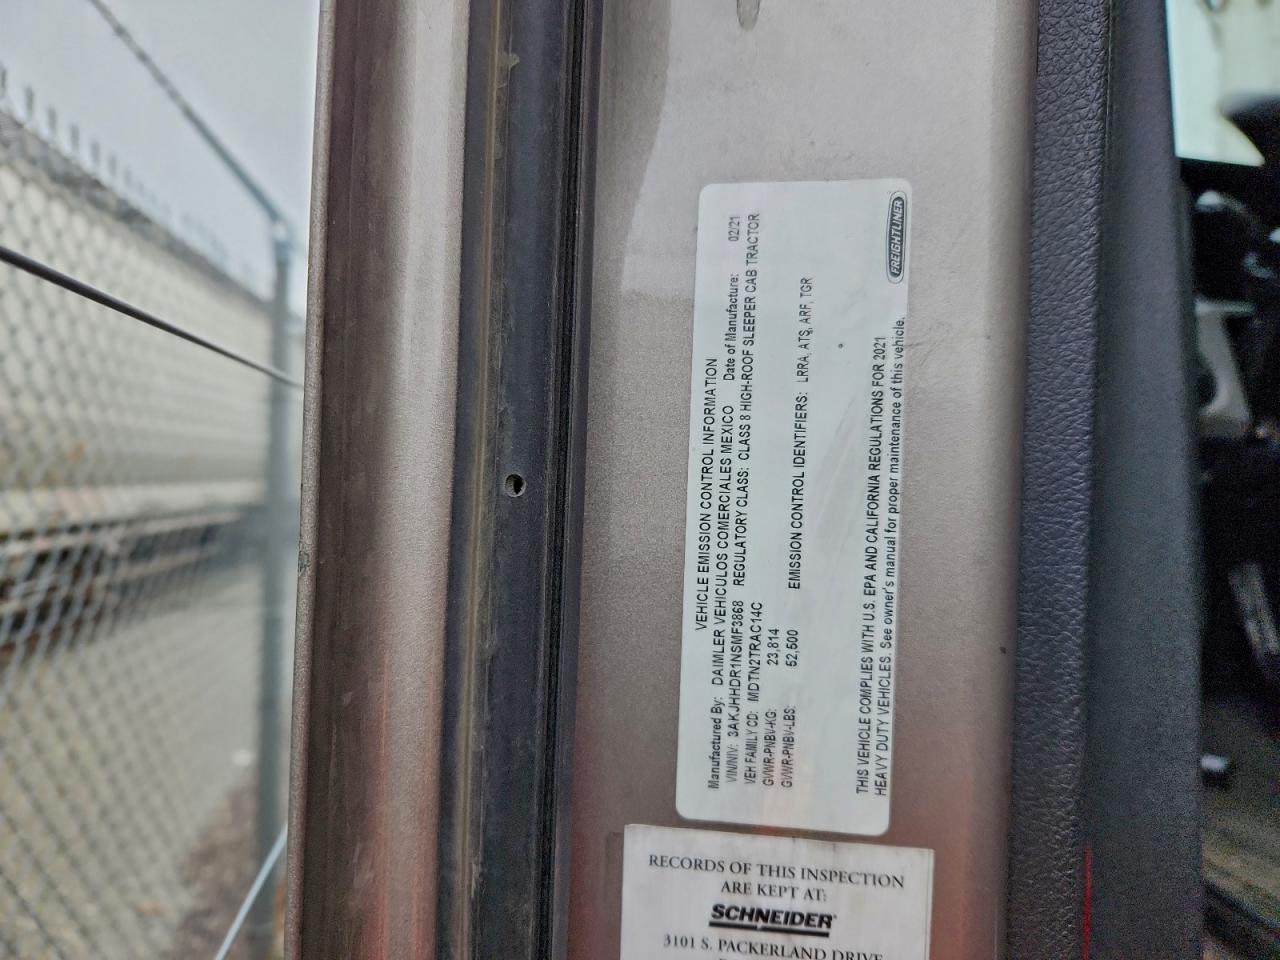 VEHICLE EMISSION CONTROL INFORMATION
Manufactured By: DAIMLER VEHICULOS COMERCIALES MEXICO Date of Manufacture: 02/21
VIN/NIV: 3AKJHHDR1NSMF3868 REGULATORY CLASS: CLASS 8 HIGH-ROOF SLEEPER CAB TRACTOR
VEH FAMILY CD: MDTN2TRAC14C
GVWR-PNBV-KG: 23,814
GVWR-PNBV-LBS: 52,500 EMISSION CONTROL IDENTIFIERS: LRRA, ATS, ARF, TGR
THIS VEHICLE COMPLIES WITH U.S. EPA AND CALIFORNIA REGULATIONS FOR 2021
HEAVY DUTY VEHICLES. See owner's manual for proper maintenance of this vehicle.
FREIGHTLINER
RECORDS OF THIS INSPECTION
ARE KEPT AT:
SCHNEIDER
3101 S. PACKERLAND DRIVE